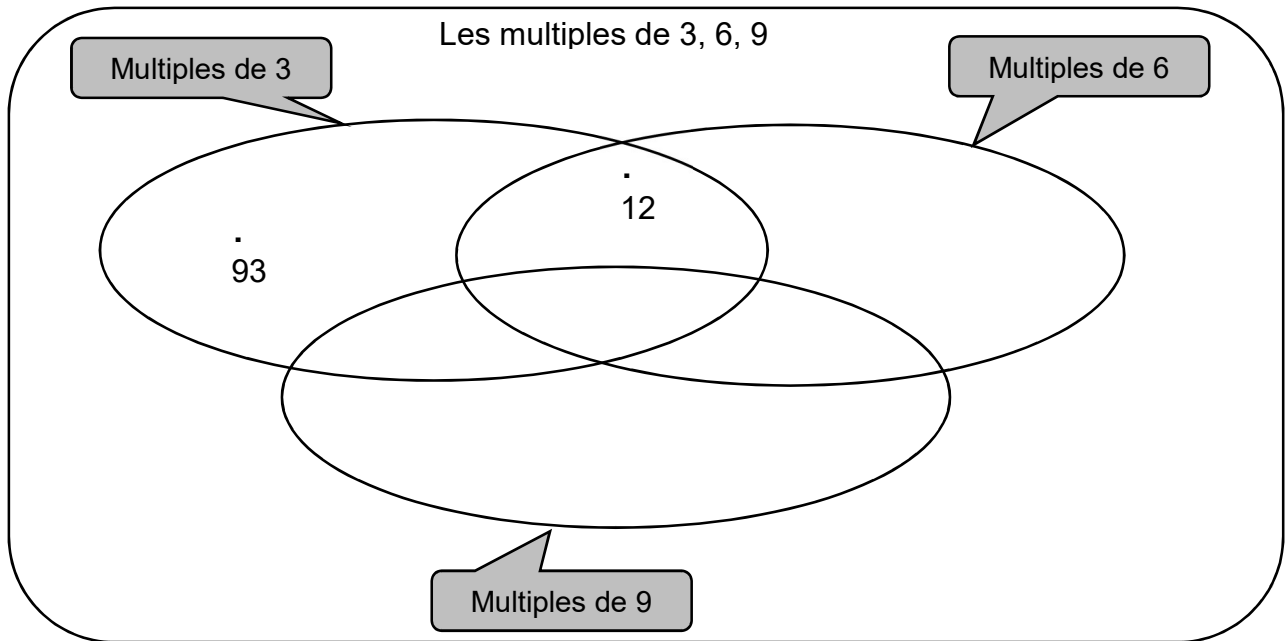 Les multiples de 3, 6, 9
Multiples de 3
Multiples de 6
12
93
Multiples de 9